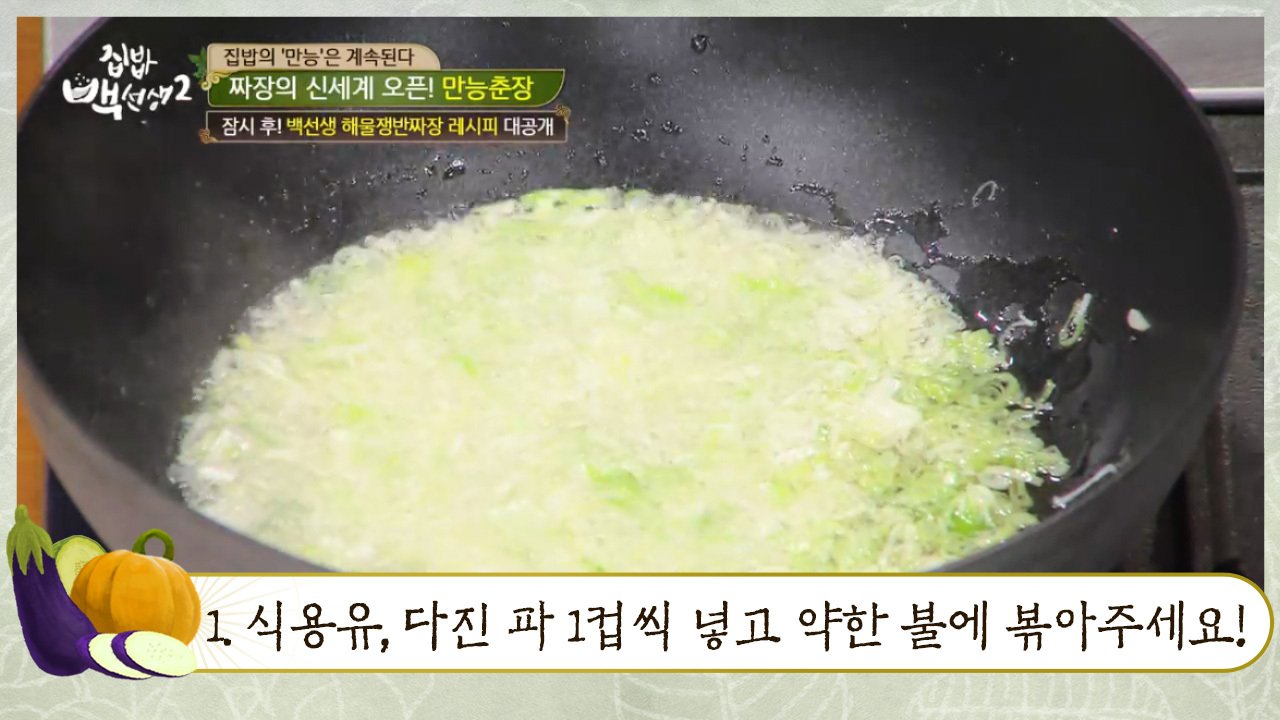 집밥
백선생2
집밥의 '만능'은 계속된다
짜장의 신세계 오픈! 만능춘장
잠시 후! 백선생 해물쟁반짜장 레시피 대공개
1. 식용유, 다진 파 1컵씩 넣고 약한 불에 볶아주세요!